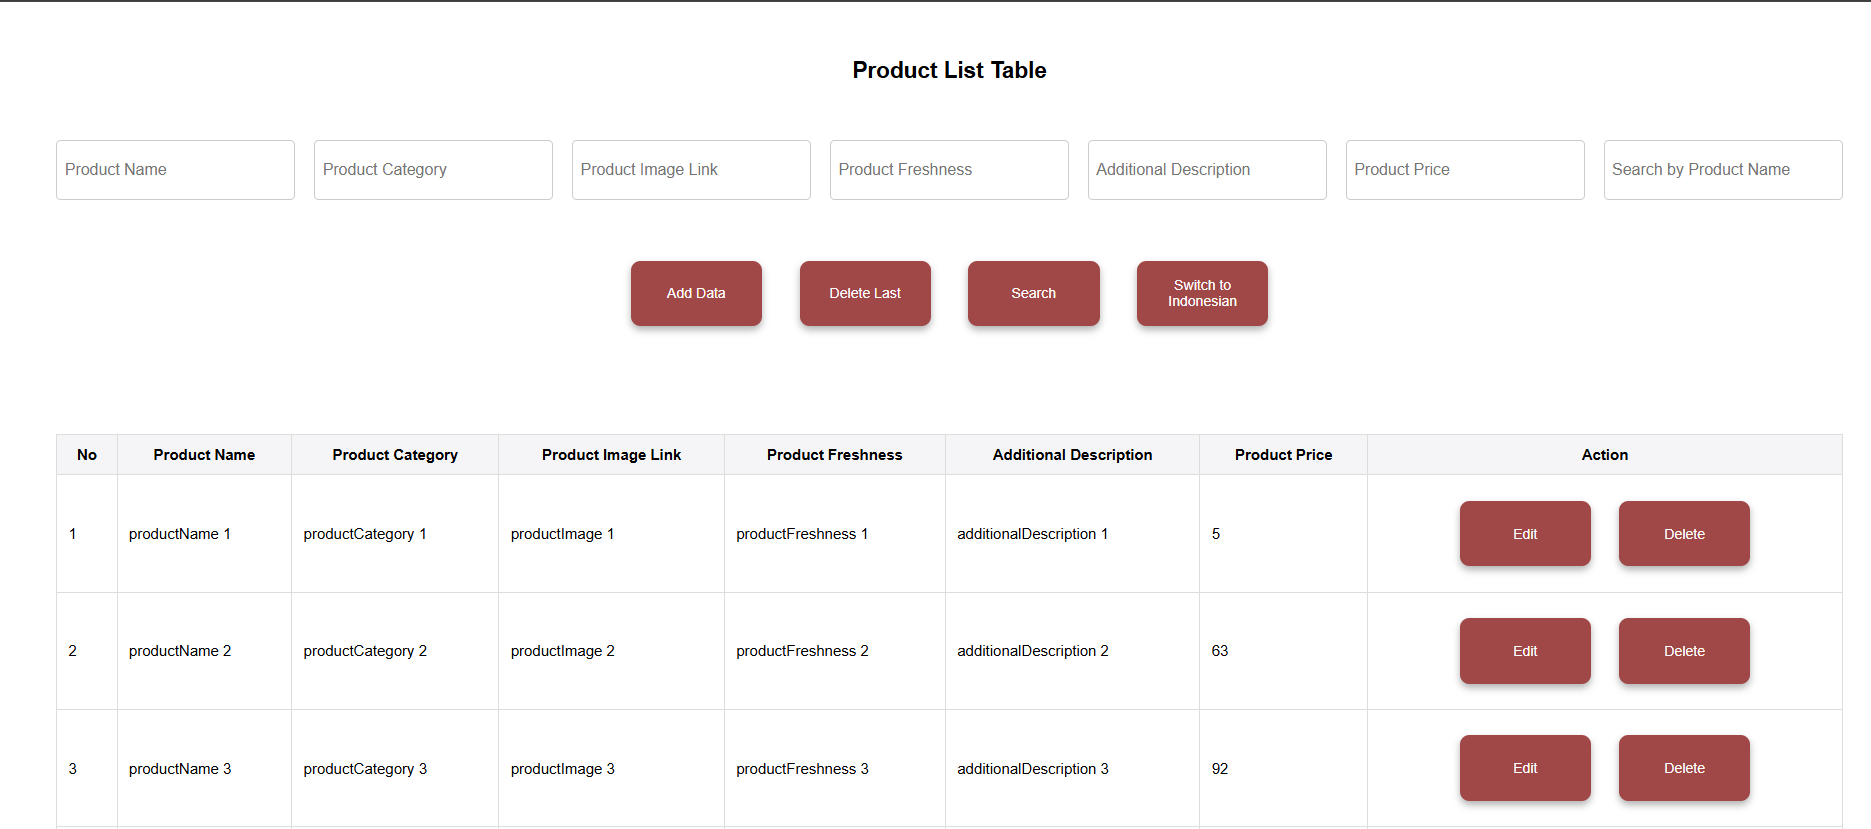 Product List Table
Product Name Product Category Product Image Link Product Freshness Additional Description Product Price Search by Product Name
Add Data Delete Last Search Switch to
Indonesian
No Product Name Product Category Product Image Link Product Freshness Additional Description Product Price Action
1 productName 1 productCategory 1 productImage 1 productFreshness 1 additionalDescription 1 5 Edit Delete
2 productName 2 productCategory 2 productImage 2 productFreshness 2 additionalDescription 2 63 Edit Delete
3 productName 3 productCategory 3 productImage 3 productFreshness 3 additionalDescription 3 92 Edit Delete